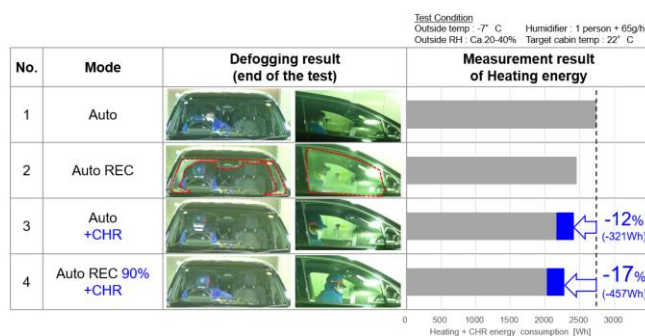 Test Condition
Outside temp : -7° C Humidifier : 1 person + 65g/h
Outside RH : Ca.20-40% Target cabin temp : 22° C
No. Mode Defogging result (end of the test) Measurement result of Heating energy
1 Auto
2 Auto REC
3 Auto +CHR -12% (-321Wh)
4 Auto REC 90% +CHR -17% (-457Wh)
0 500 1000 1500 2000 2500 3000
Heating + CHR energy consumption [Wh]